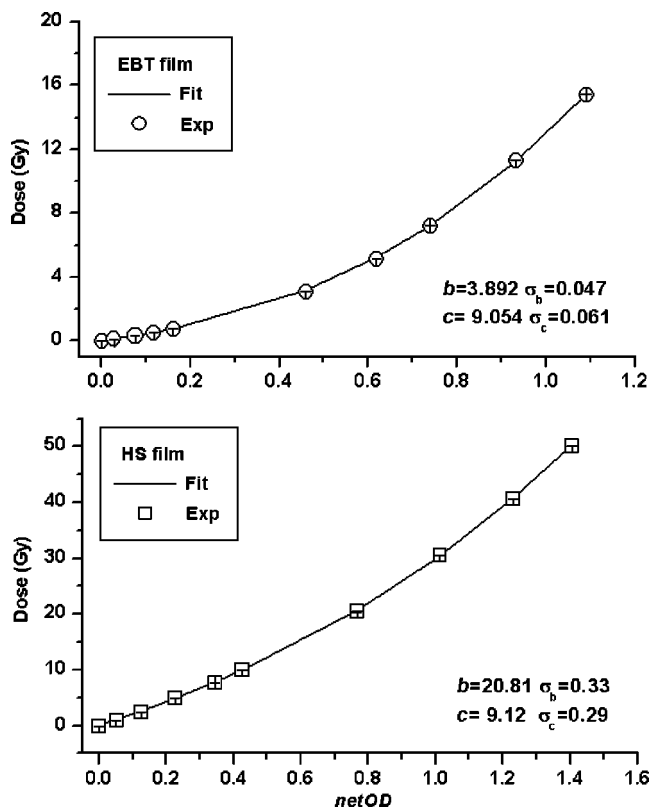 20
16
12
8
4
0
Dose (Gy)
EBT film
Fit
Exp
b=3.892 σb=0.047
c= 9.054 σc=0.061
0.0 0.2 0.4 0.6 0.8 1.0 1.2
50
40
30
20
10
0
Dose (Gy)
HS film
Fit
Exp
b=20.81 σb=0.33
c= 9.12 σc=0.29
0.0 0.2 0.4 0.6 0.8 1.0 1.2 1.4 1.6
netOD